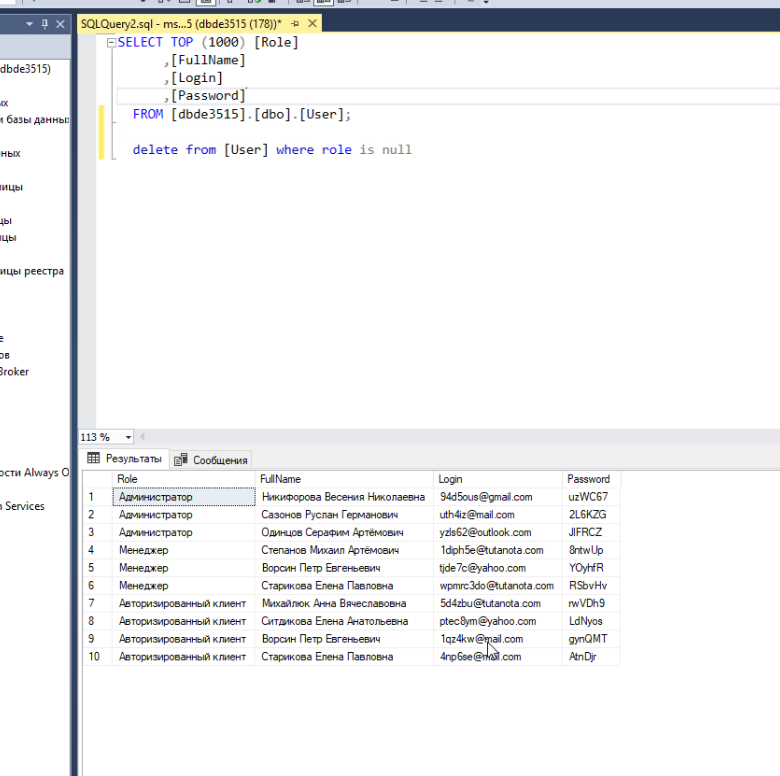 SQLQuery2.sql - ms...5 (dbde3515 (178))*
SELECT TOP (1000) [Role]
,[FullName]
,[Login]
,[Password]
FROM [dbde3515].[dbo].[User];
delete from [User] where role is null
dbde3515)
ых
и базы данных
нных
ицы
цы
ицы
ицы реестра
е
ов
Broker
ости Always O
n Services
113 %
Результаты Сообщения
Role FullName Login Password
1 Администратор Никифорова Весения Николаевна 94d5ous@gmail.com uzWC67
2 Администратор Сазонов Руслан Германович uth4iz@mail.com 2L6KZG
3 Администратор Одинцов Серафим Артёмович yzls62@outlook.com JlFRCZ
4 Менеджер Степанов Михаил Артёмович 1diph5e@tutanota.com 8ntwUp
5 Менеджер Ворсин Петр Евгеньевич tjde7c@yahoo.com YOyhfR
6 Менеджер Старикова Елена Павловна wpmrc3do@tutanota.com RSbvHv
7 Авторизированный клиент Михайлюк Анна Вячеславовна 5d4zbu@tutanota.com rwVDh9
8 Авторизированный клиент Ситдикова Елена Анатольевна ptec8ym@yahoo.com LdNyos
9 Авторизированный клиент Ворсин Петр Евгеньевич 1qz4kw@mail.com gynQMT
10 Авторизированный клиент Старикова Елена Павловна 4np6se@mail.com AtnDjr